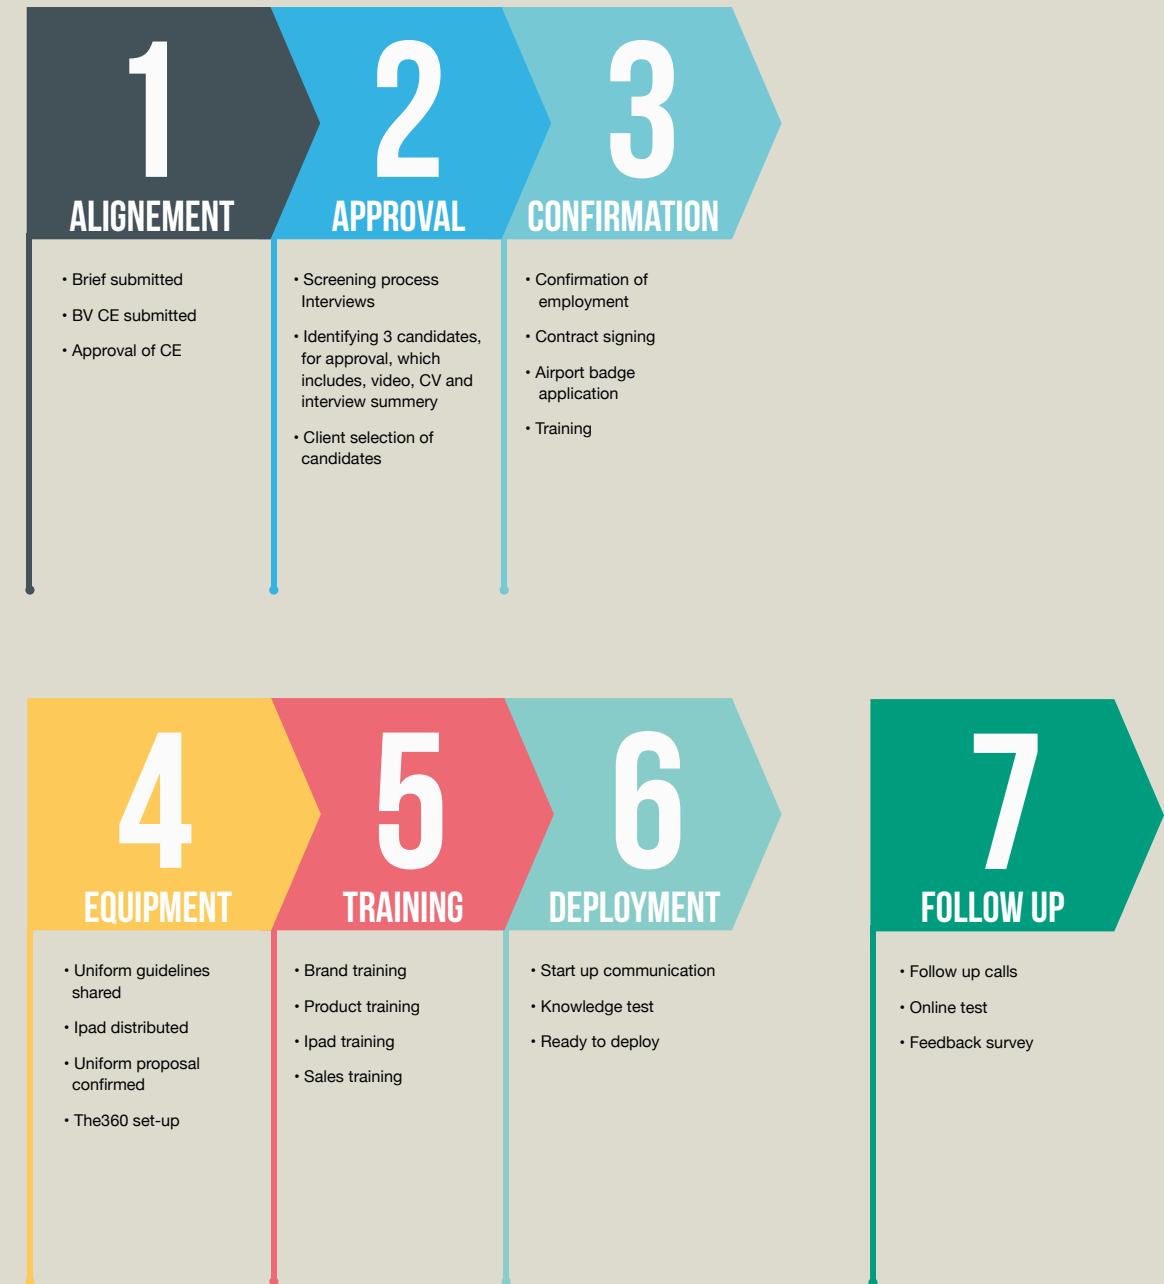 1
ALIGNEMENT
• Brief submitted
• BV CE submitted
• Approval of CE
2
APPROVAL
• Screening process
Interviews
• Identifying 3 candidates,
for approval, which
includes, video, CV and
interview summery
• Client selection of
candidates
3
CONFIRMATION
• Confirmation of
employment
• Contract signing
• Airport badge
application
• Training
4
EQUIPMENT
• Uniform guidelines
shared
• Ipad distributed
• Uniform proposal
confirmed
• The360 set-up
5
TRAINING
• Brand training
• Product training
• Ipad training
• Sales training
6
DEPLOYMENT
• Start up communication
• Knowledge test
• Ready to deploy
7
FOLLOW UP
• Follow up calls
• Online test
• Feedback survey